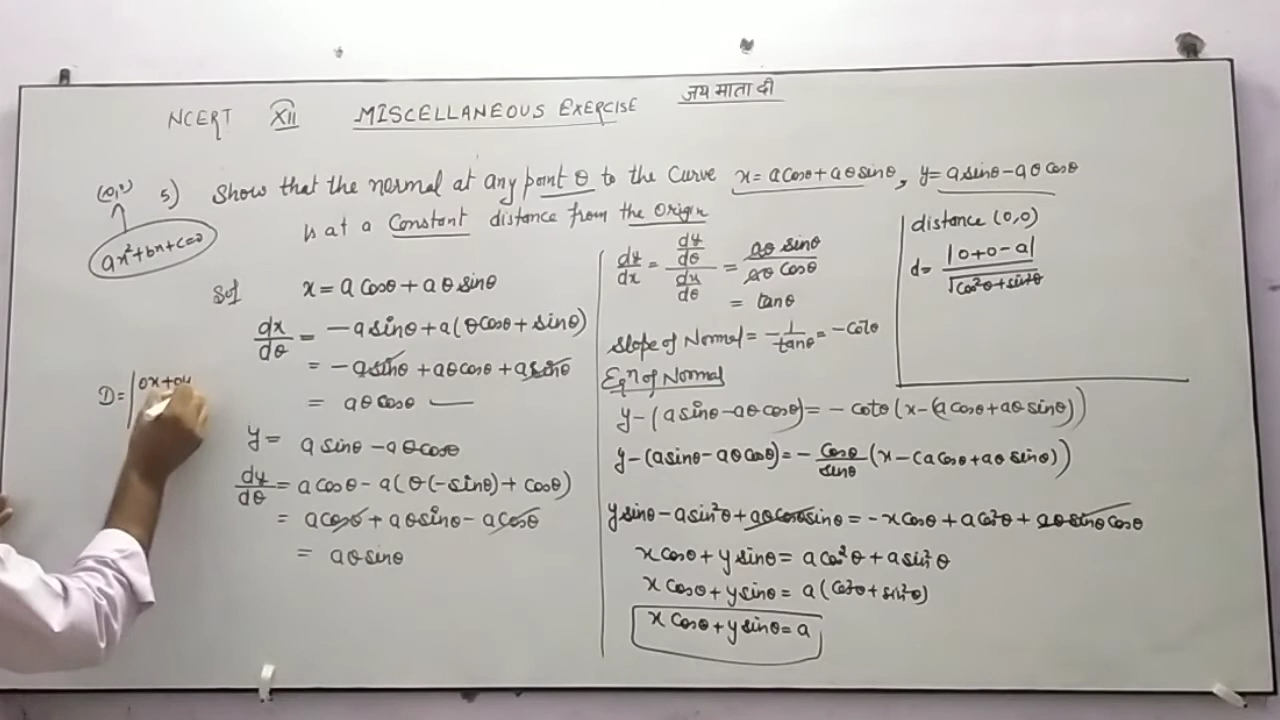 जय माता दी
NCERT XII MISCELLANEOUS EXERCISE
5) Show that the normal at any point θ to the curve x = a cosθ + aθ sinθ, y = a sinθ − aθ cosθ
is at a constant distance from the origin
(0,0)
ax²+bx+c=0
D = |0x+0y
Sol x = a cosθ + aθ sinθ
dx/dθ = −a sinθ + a(θ cosθ + sinθ)
= −a sinθ + aθ cosθ + a sinθ
= aθ cosθ —
y = a sinθ − aθ cosθ
dy/dθ = a cosθ − a(θ(−sinθ) + cosθ)
= a cosθ + aθ sinθ − a cosθ
= aθ sinθ
dy/dx = (dy/dθ)/(dx/dθ) = aθ sinθ/aθ cosθ
= tanθ
Slope of Normal = −1/tanθ = −cotθ
Eqⁿ of Normal
y − (a sinθ − aθ cosθ) = −cotθ (x − (a cosθ + aθ sinθ))
y − (a sinθ − aθ cosθ) = −cosθ/sinθ (x − (a cosθ + aθ sinθ))
y sinθ − a sin²θ + aθ cosθ sinθ = −x cosθ + a cos²θ + aθ sinθ cosθ
x cosθ + y sinθ = a cos²θ + a sin²θ
x cosθ + y sinθ = a(cos²θ + sin²θ)
x cosθ + y sinθ = a
distance (0,0)
d = |0+0−a|/√cos²θ+sin²θ